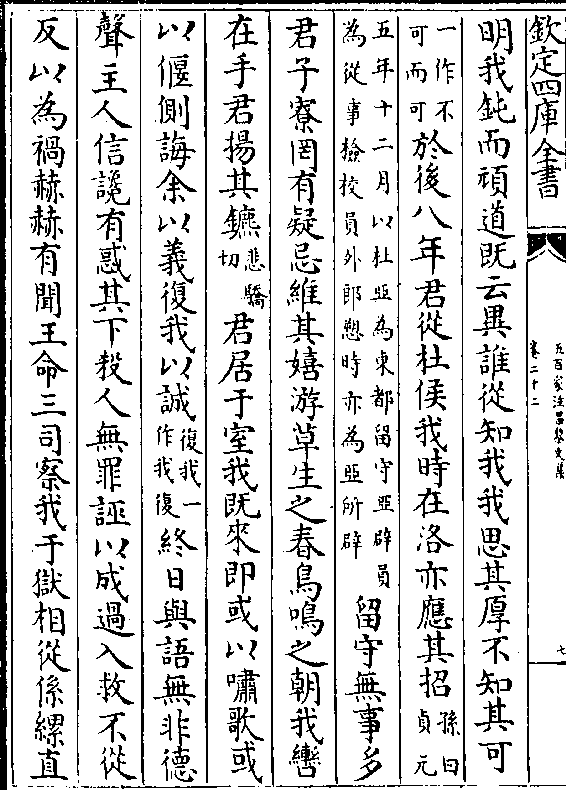 欽定四庫全書
五百家注昌黎文集
卷二十二
七
明我鈍而頑道既云異誰從知我我思其厚不知其可
一作不
可而可
於後八年君從杜侯我時在洛亦應其招
孫曰
貞元
五年十二月以杜亞為東都留守亞辟員
為從事檢校員外郎愬時亦為亞所辟
留守無事多
君子寮罔有疑忌維其嬉游草生之春鳥鳴之朝我轡
在手君揚其鑣
悲驕
切
君居于室我既來即或以嘯歌或
以偃側誨余以義復我以誠
復我一
作我復
終日與語無非德
聲主人信讒有惑其下殺人無罪誣以成過入救不從
反以為禍赫赫有聞王命三司察我于獄相從係縲直